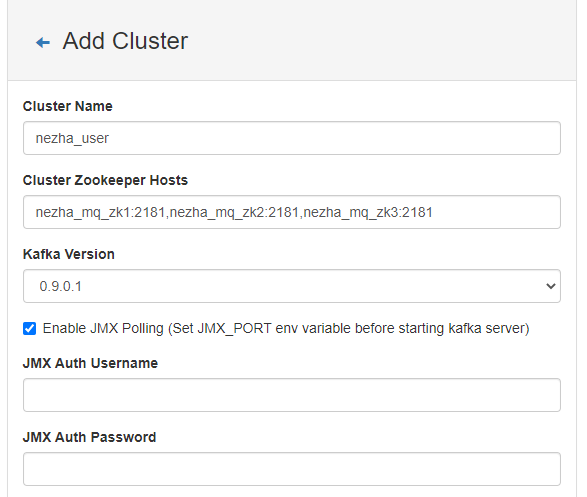 Add Cluster
Cluster Name
nezha_user
Cluster Zookeeper Hosts
nezha_mq_zk1:2181,nezha_mq_zk2:2181,nezha_mq_zk3:2181
Kafka Version
0.9.0.1
Enable JMX Polling (Set JMX_PORT env variable before starting kafka server)
JMX Auth Username
JMX Auth Password